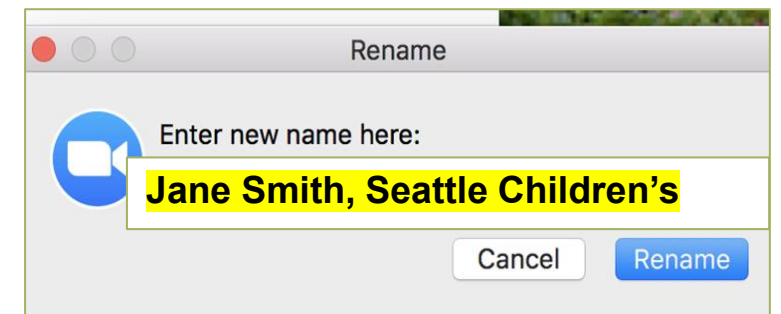 Rename
Enter new name here:
Jane Smith, Seattle Children’s
Cancel Rename